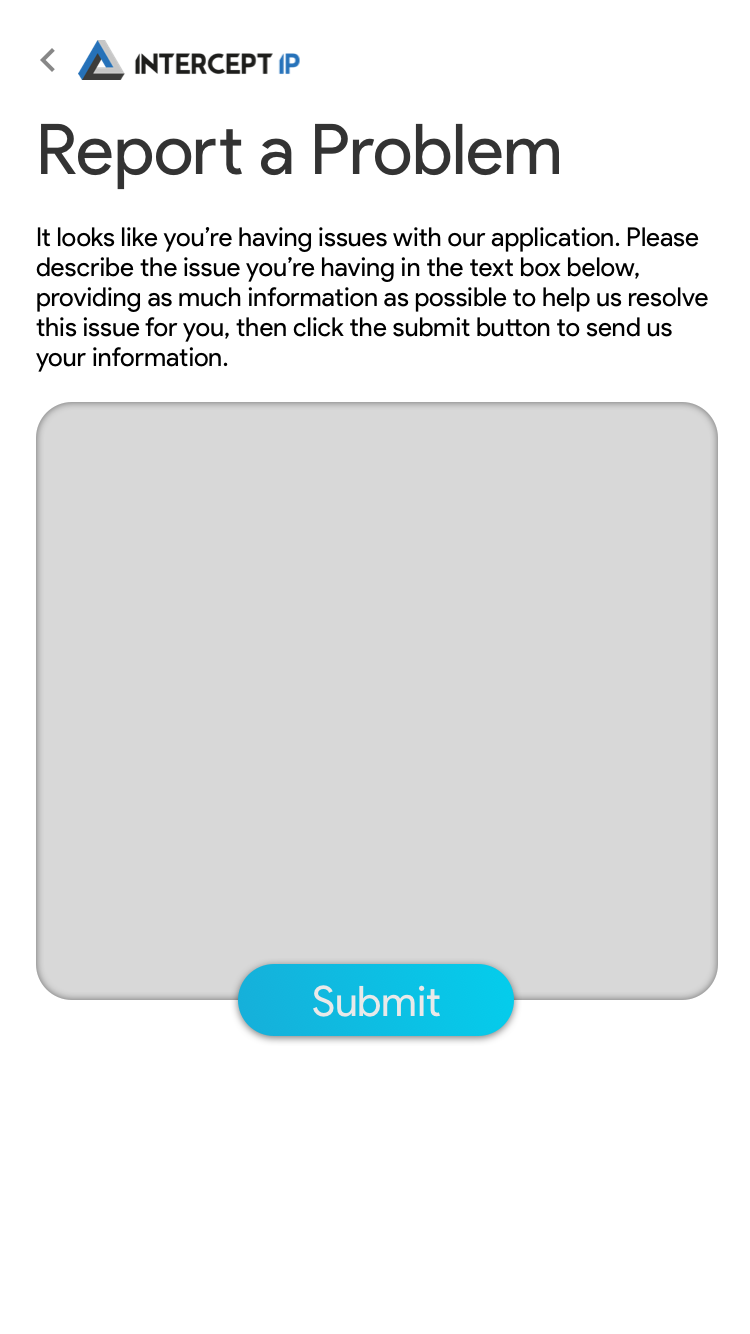 INTERCEPT IP
Report a Problem
It looks like you’re having issues with our application. Please
describe the issue you’re having in the text box below,
providing as much information as possible to help us resolve
this issue for you, then click the submit button to send us
your information.
Submit